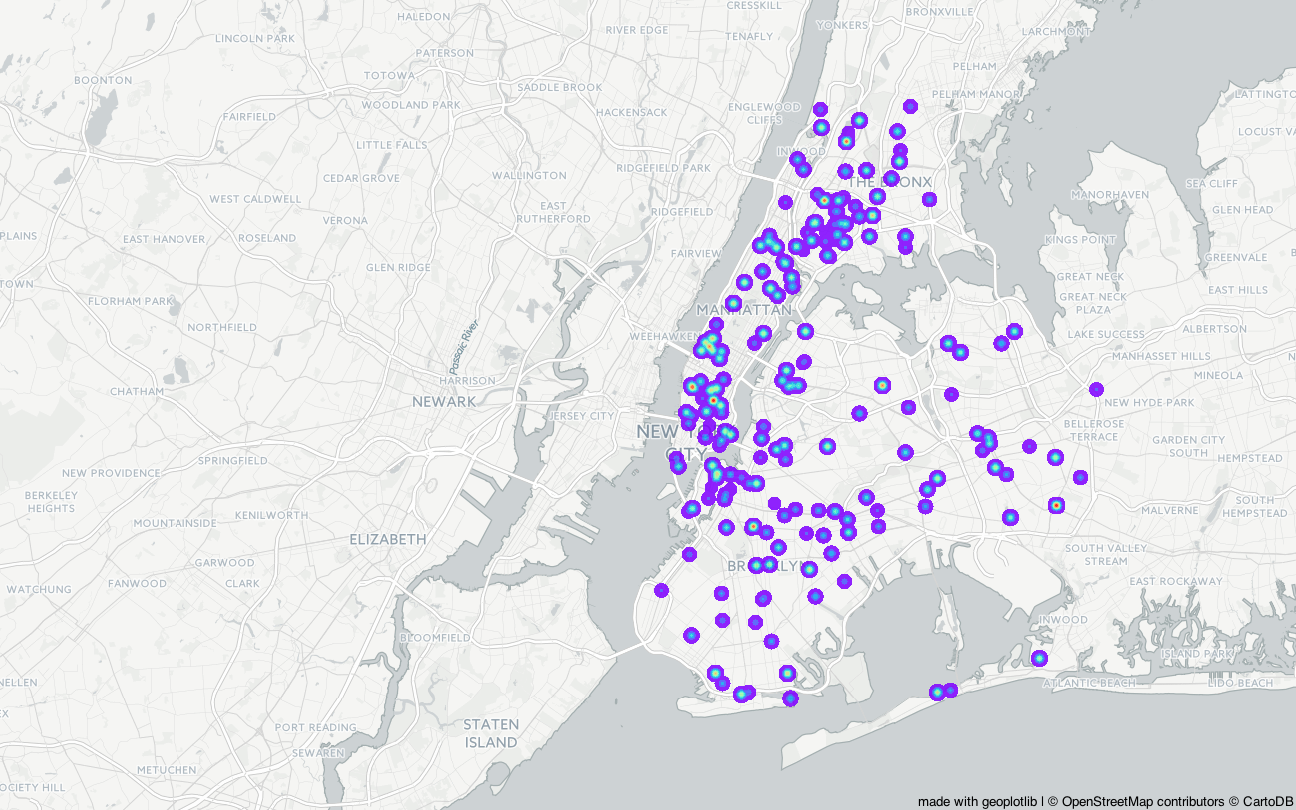 CRESSKILL
BRONXVILLE
HALEDON
YONKERS
LINCOLN PARK
RIVER EDGE
TENAFLY
LARCHMONT
PATERSON
PELHAM
BOONTON
TOTOWA
SADDLE BROOK
PELHAM MANOR
LATTINGTO
WOODLAND PARK
ENGLEWOOD
CLIFFS
HACKENSACK
FAIRFIELD
LOCUST VA
LITTLE FALLS
INWOOD
RIDGEFIELD PARK
CEDAR GROVE
WALLINGTON
THE BRONX
SEA CLIFF
MANORHAVEN
WEST CALDWELL
EAST
RUTHERFORD
RIDGEFIELD
GLEN HEAD
VERONA
PLAINS
EAST HANOVER
ROSELAND
KINGS POINT
FAIRVIEW
GREENVALE
GLEN RIDGE
GREAT NECK
TOWN
EAST HILLS
FLORHAM PARK
GREAT NECK
PLAZA
MANHATTAN
NORTHFIELD
WEEHAWKEN
LAKE SUCCESS
ALBERTSON
Passaic River
MANHASSET HILLS
MINEOLA
HARRISON
CHATHAM
NEWARK
NEW HYDE PARK
JERSEY CITY
BELLEROSE
TERRACE
NEW YORK
CITY
GARDEN CITY
SOUTH
HEMPSTEAD
SPRINGFIELD
NEW PROVIDENCE
BERKELEY
HEIGHTS
SOUTH
HEMPSTEAD
KENILWORTH
MALVERNE
MOUNTAINSIDE
ELIZABETH
SOUTH VALLEY
STREAM
GARWOOD
BROOKLYN
WATCHUNG
FANWOOD
CLARK
EAST ROCKAWAY
INWOOD
BLOOMFIELD
ISLAND PARK
NELLEN
ATLANTIC BEACH
LIDO BEACH
EX
STATEN
ISLAND
PORT READING
SEWAREN
METUCHEN
OCIETY HILL
made with geoplotlib | © OpenStreetMap contributors © CartoDB